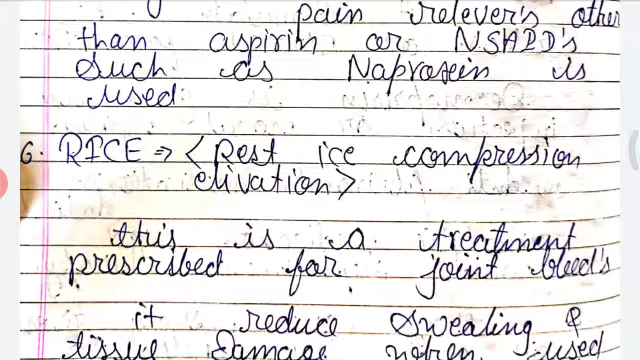 pain relever's other
than aspirin or NSAID's
Such as Naprosein is
used.
6. RICE ⇒ <Rest ice compression
elivation>
this is a treatment
prescribed for joint bleed's
it reduce swealing &
tissue Damage when used